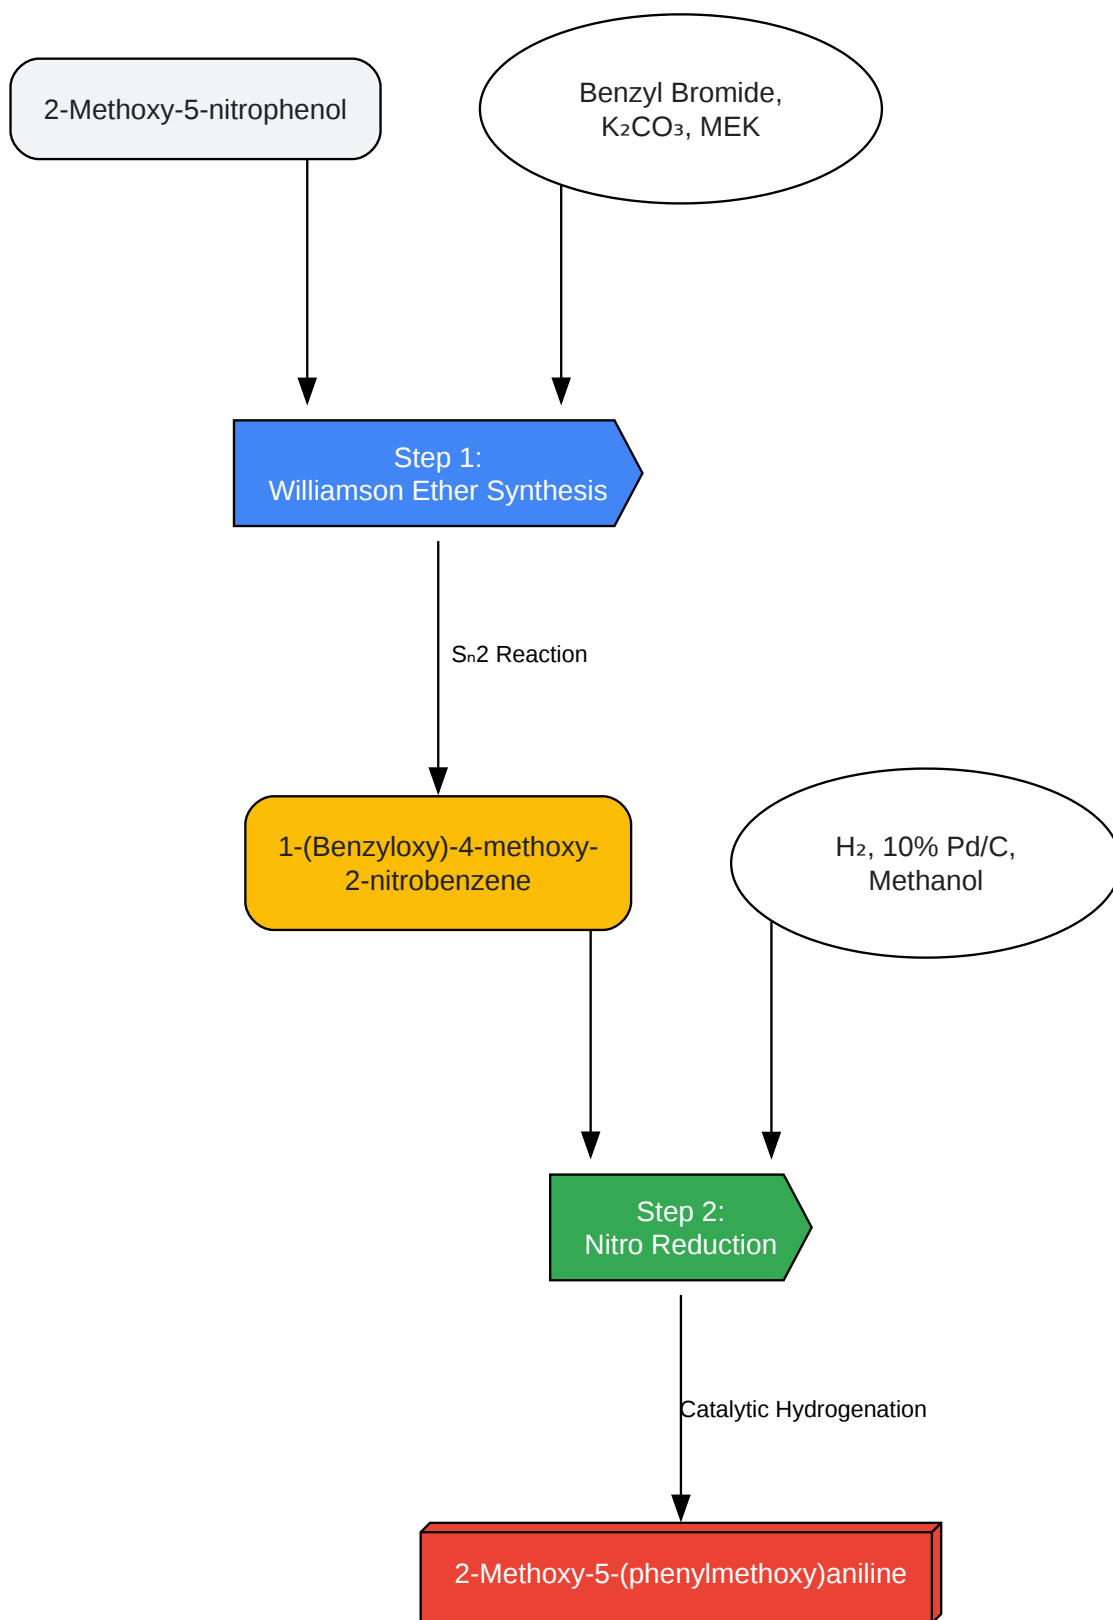 2-Methoxy-5-nitrophenol
Benzyl Bromide,
K₂CO₃, MEK
Step 1:
Williamson Ether Synthesis
Sₙ2 Reaction
1-(Benzyloxy)-4-methoxy-
2-nitrobenzene
H₂, 10% Pd/C,
Methanol
Step 2:
Nitro Reduction
Catalytic Hydrogenation
2-Methoxy-5-(phenylmethoxy)aniline